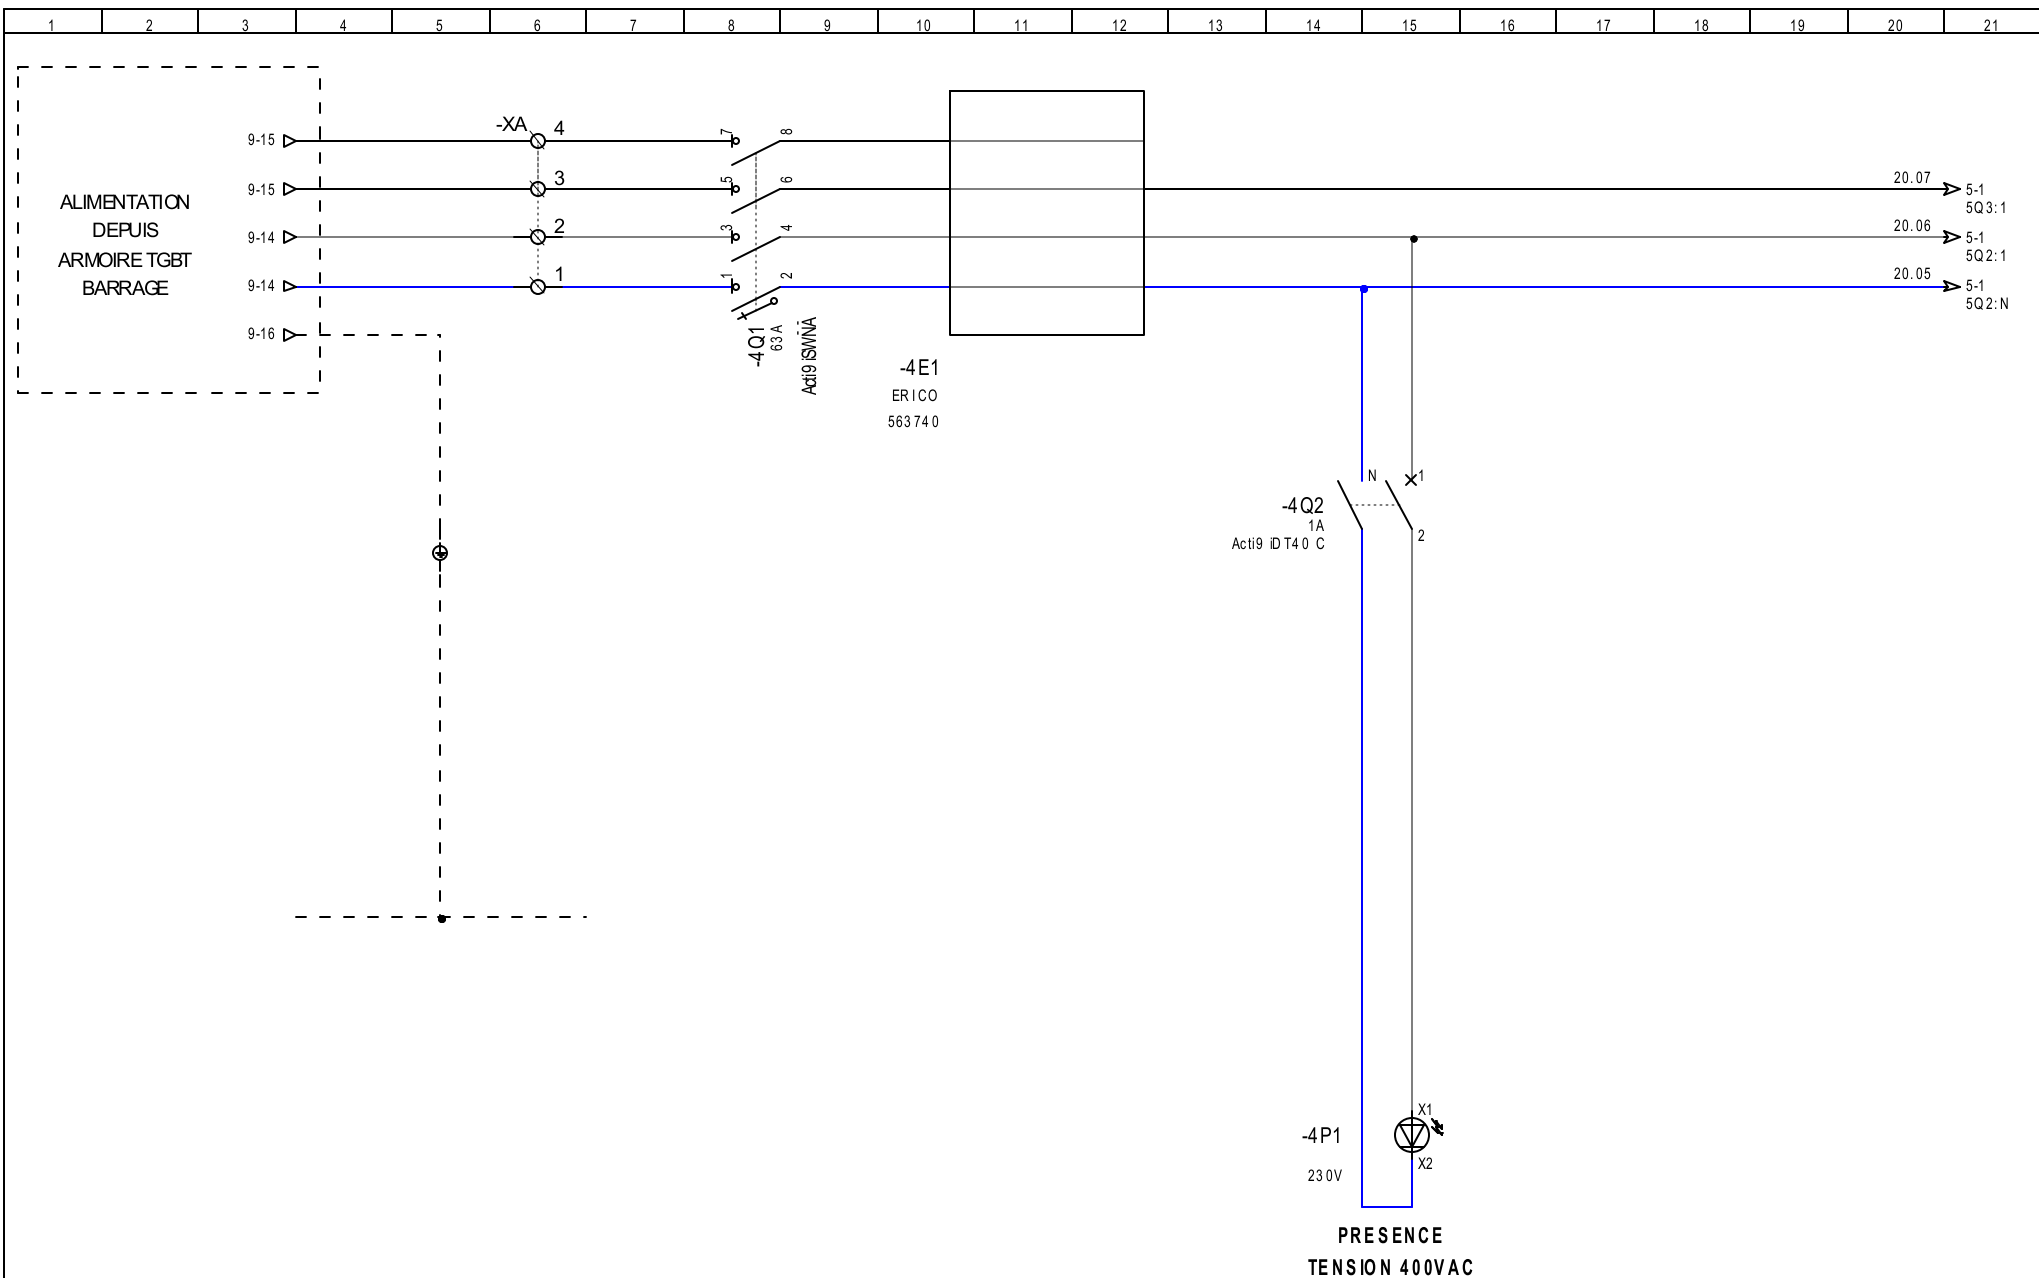 1 2 3 4 5 6 7 8 9 10 11 12 13 14 15 16 17 18 19 20 21
-XA 4
9-15
7 8
3
9-15
5 6
20.07
5-1
5Q3:1
ALIMENTATION
DEPUIS
ARMOIRE TGBT
BARRAGE
2
9-14
3 4
20.06
5-1
5Q2:1
1
9-14
1 2
20.05
5-1
5Q2:N
9-16
-4Q1
63A
-4E1
ERICO
563740
N 1
-4Q2
1A
Acti9 iDT40 C
2
X1
-4P1
X2
230V
PRESENCE
TENSION 400VAC